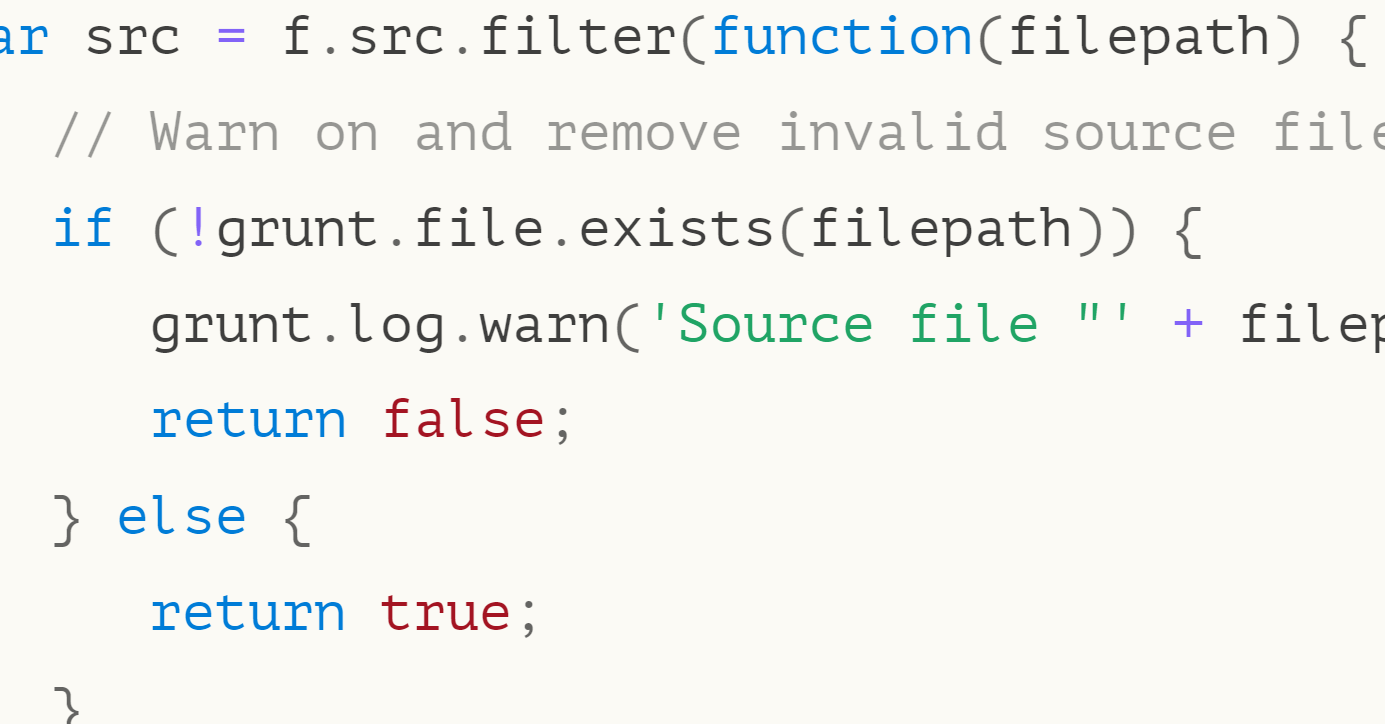 ar src = f.src.filter(function(filepath) {
// Warn on and remove invalid source file
if (!grunt.file.exists(filepath)) {
grunt.log.warn('Source file "' + filep
return false;
} else {
return true;
}